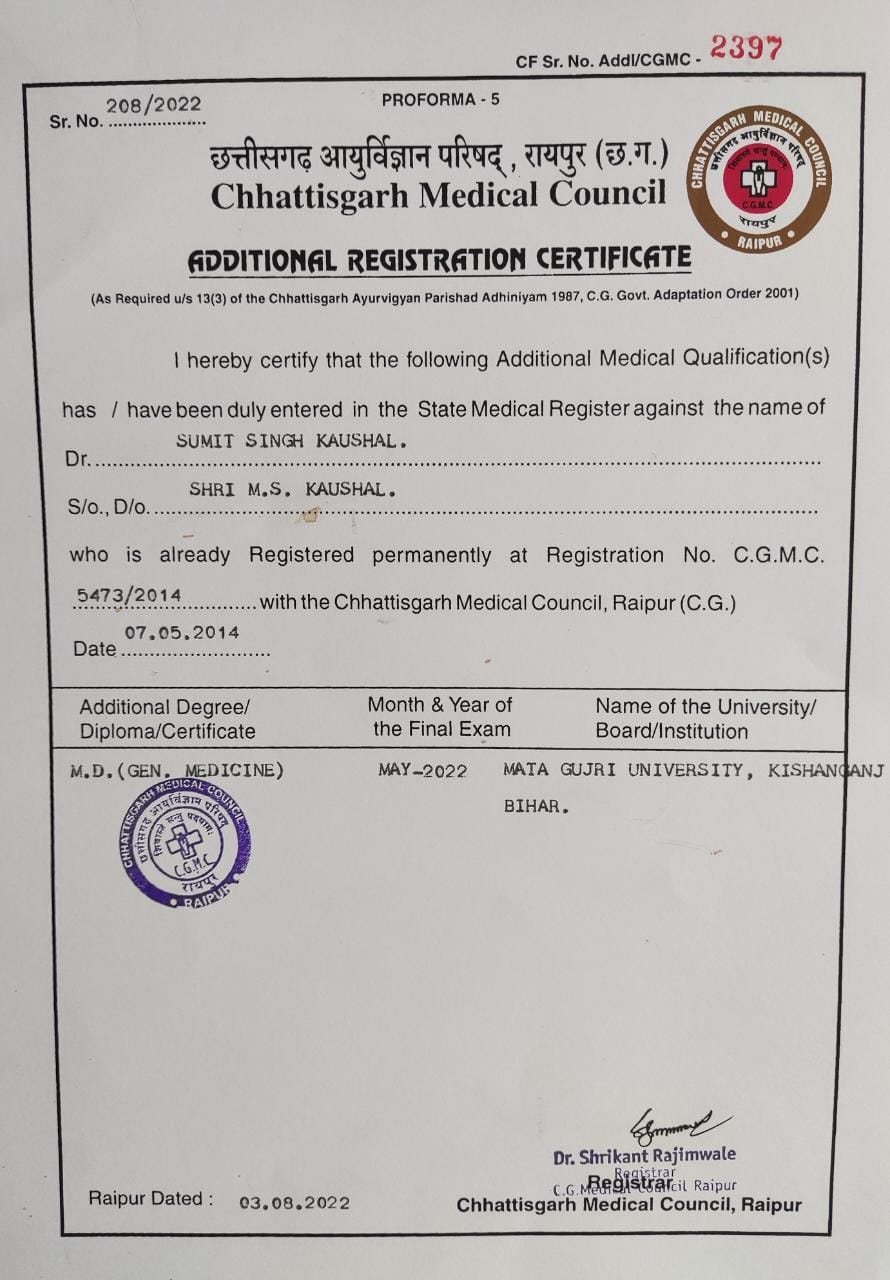 CF Sr. No. Addl/CGMC - 2397
Sr. No. 208/2022
PROFORMA - 5
छत्तीसगढ़ आयुर्विज्ञान परिषद्, रायपुर (छ.ग.)
Chhattisgarh Medical Council
CHHATTISGARH MEDICAL COUNCIL
छत्तीसगढ़ आयुर्विज्ञान परिषद्
C.G.M.C.
रायपुर
• RAIPUR •
ADDITIONAL REGISTRATION CERTIFICATE
(As Required u/s 13(3) of the Chhattisgarh Ayurvigyan Parishad Adhiniyam 1987, C.G. Govt. Adaptation Order 2001)
I hereby certify that the following Additional Medical Qualification(s)
has / have been duly entered in the State Medical Register against the name of
Dr. SUMIT SINGH KAUSHAL.
S/o., D/o. SHRI M.S. KAUSHAL.
who is already Registered permanently at Registration No. C.G.M.C.
5473/2014 with the Chhattisgarh Medical Council, Raipur (C.G.)
Date 07.05.2014
Additional Degree/ Month & Year of Name of the University/
Diploma/Certificate the Final Exam Board/Institution
M.D.(GEN. MEDICINE) MAY-2022 MATA GUJRI UNIVERSITY, KISHANGANJ
BIHAR.
CHHATTISGARH MEDICAL COUNCIL
छत्तीसगढ़ आयुर्विज्ञान परिषद्
C.G.M.C
रायपुर
• RAIPUR •
Dr. Shrikant Rajimwale
Registrar
C.G.Medical Council Raipur
Registrar
Raipur Dated : 03.08.2022
Chhattisgarh Medical Council, Raipur